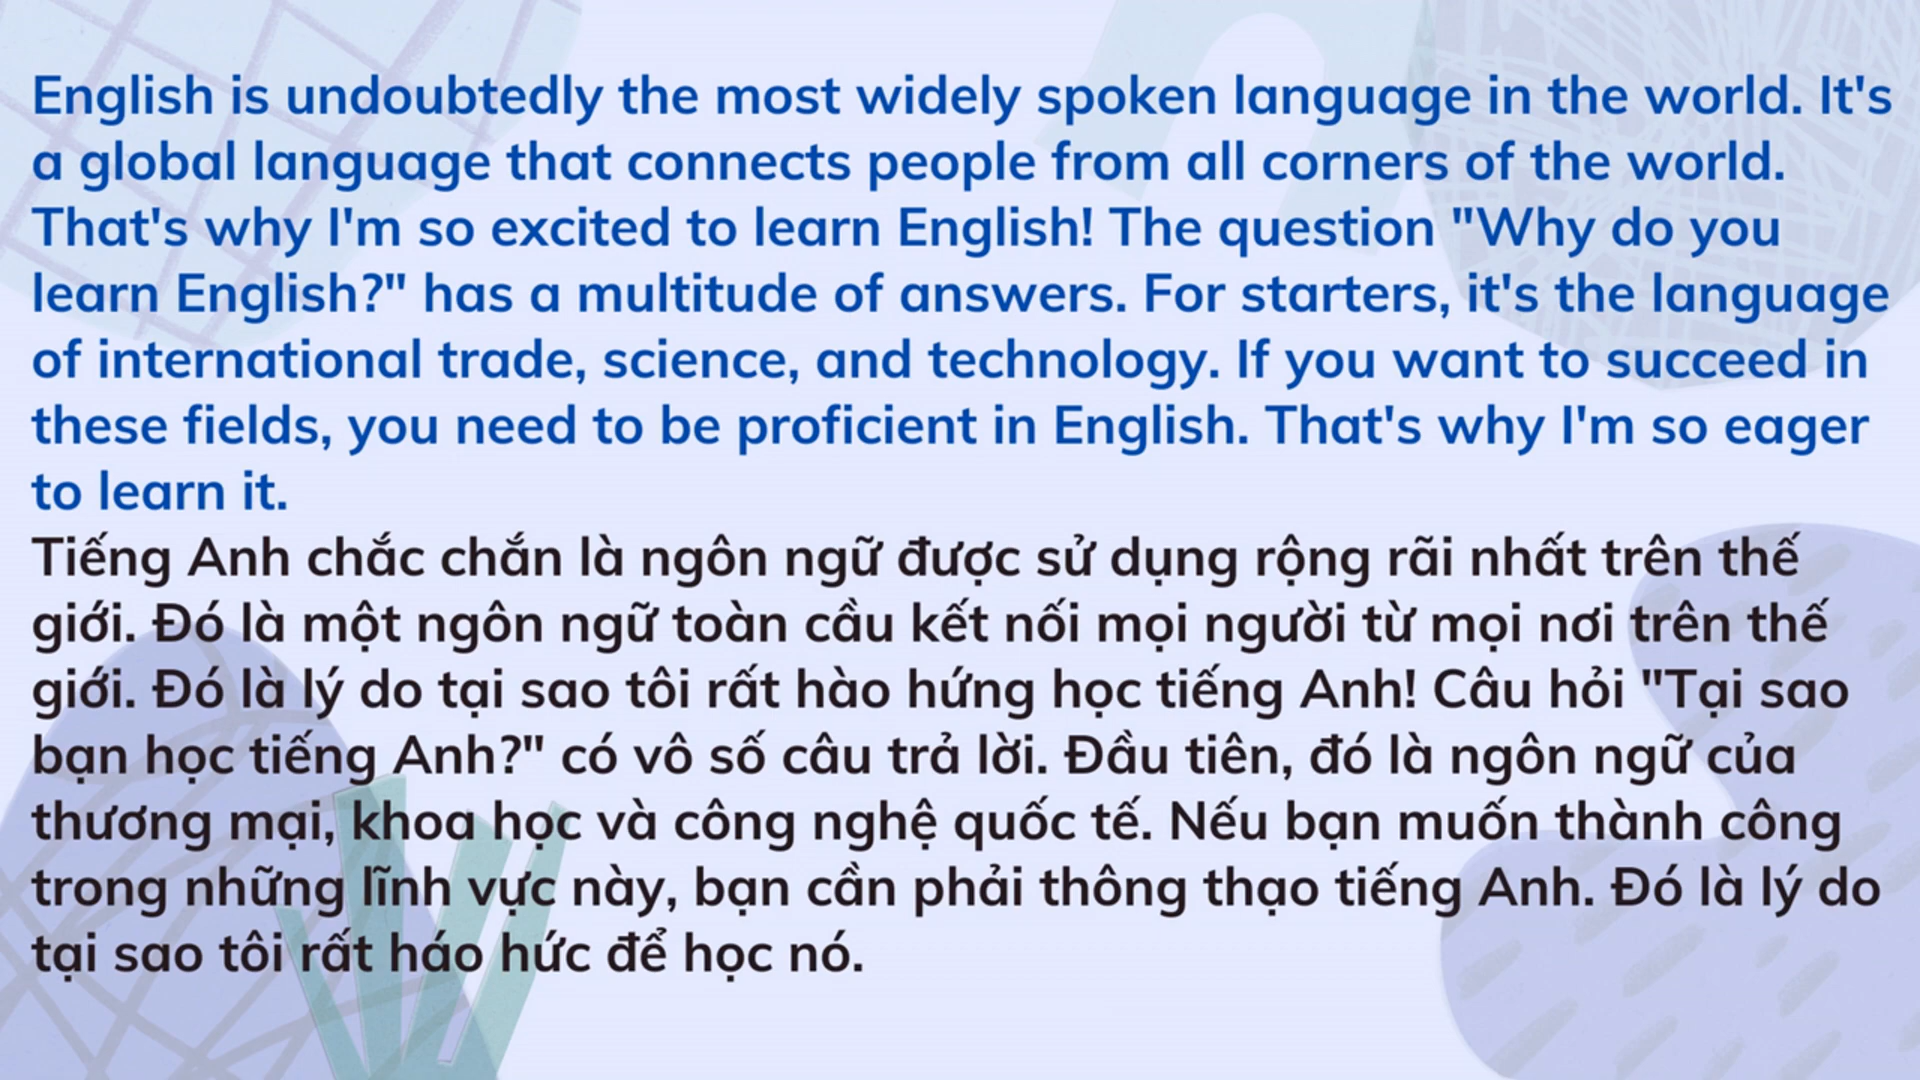 English is undoubtedly the most widely spoken language in the world. It's
a global language that connects people from all corners of the world.
That's why I'm so excited to learn English! The question "Why do you
learn English?" has a multitude of answers. For starters, it's the language
of international trade, science, and technology. If you want to succeed in
these fields, you need to be proficient in English. That's why I'm so eager
to learn it.
Tiếng Anh chắc chắn là ngôn ngữ được sử dụng rộng rãi nhất trên thế
giới. Đó là một ngôn ngữ toàn cầu kết nối mọi người từ mọi nơi trên thế
giới. Đó là lý do tại sao tôi rất hào hứng học tiếng Anh! Câu hỏi "Tại sao
bạn học tiếng Anh?" có vô số câu trả lời. Đầu tiên, đó là ngôn ngữ của
thương mại, khoa học và công nghệ quốc tế. Nếu bạn muốn thành công
trong những lĩnh vực này, bạn cần phải thông thạo tiếng Anh. Đó là lý do
tại sao tôi rất háo hức để học nó.